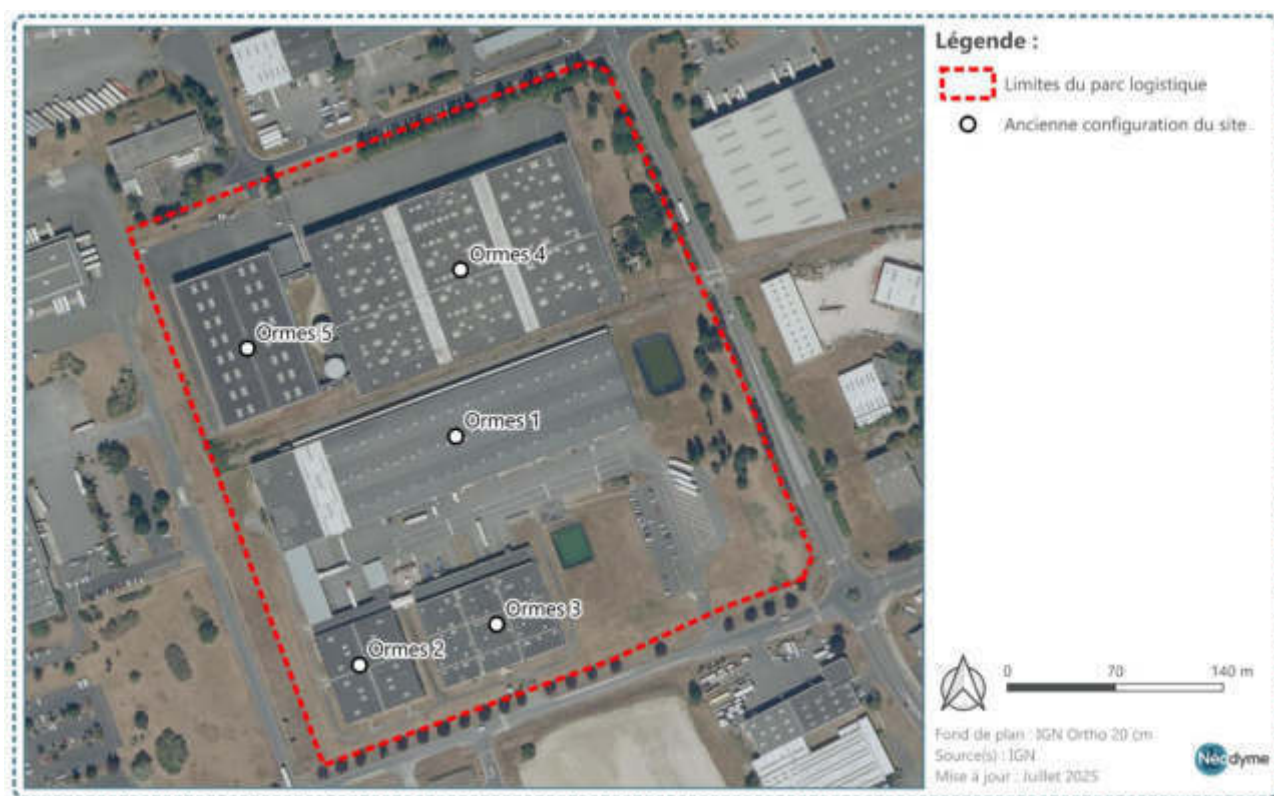 Légende :
Limites du parc logistique
Ancienne configuration du site
Ormes 4
Ormes 5
Ormes 1
Ormes 3
Ormes 2
0 70 140 m
Fond de plan : IGN Ortho 20 cm
Source(s) : IGN
Mise à jour : Juillet 2025
Néodyme